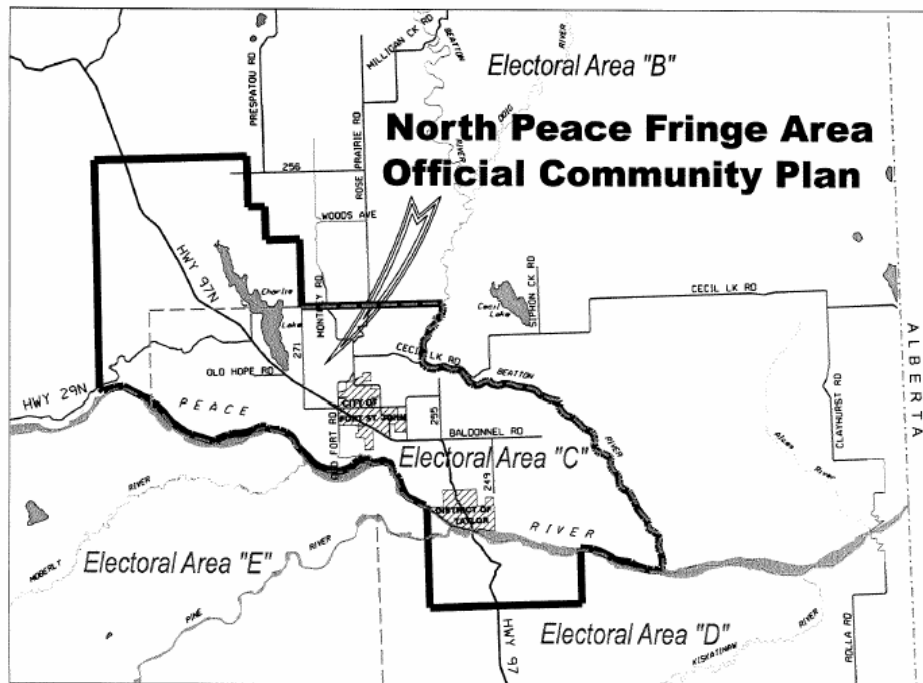 MILLIGAN CK RD
BEATTON
RIVER
Electoral Area "B"
PRESPATOU RD
DOIG
North Peace Fringe Area
Official Community Plan
RIVER
256
ROSE PRAIRIE RD
WOODS AVE
HWY 97N
Charlie
Lake
MONTNEY RD
Cecil
Lake
SIPHON CK RD
CECIL LK RD
ALBERTA
271
CECIL LK RD
BEATTON
OLD HOPE RD
HWY 29N
PEACE
CITY OF
FORT ST. JOHN
255
CLAYHURST RD
OLD FORT RD
BALDONNEL RD
Alces
River
RIVER
Electoral Area "C"
249
RIVER
DISTRICT OF
TAYLOR
RIVER
MOBERLY
Electoral Area "E"
RIVER
PINE
HWY 97
Electoral Area "D"
RIVER
KISKATINAW
ROLLA RD